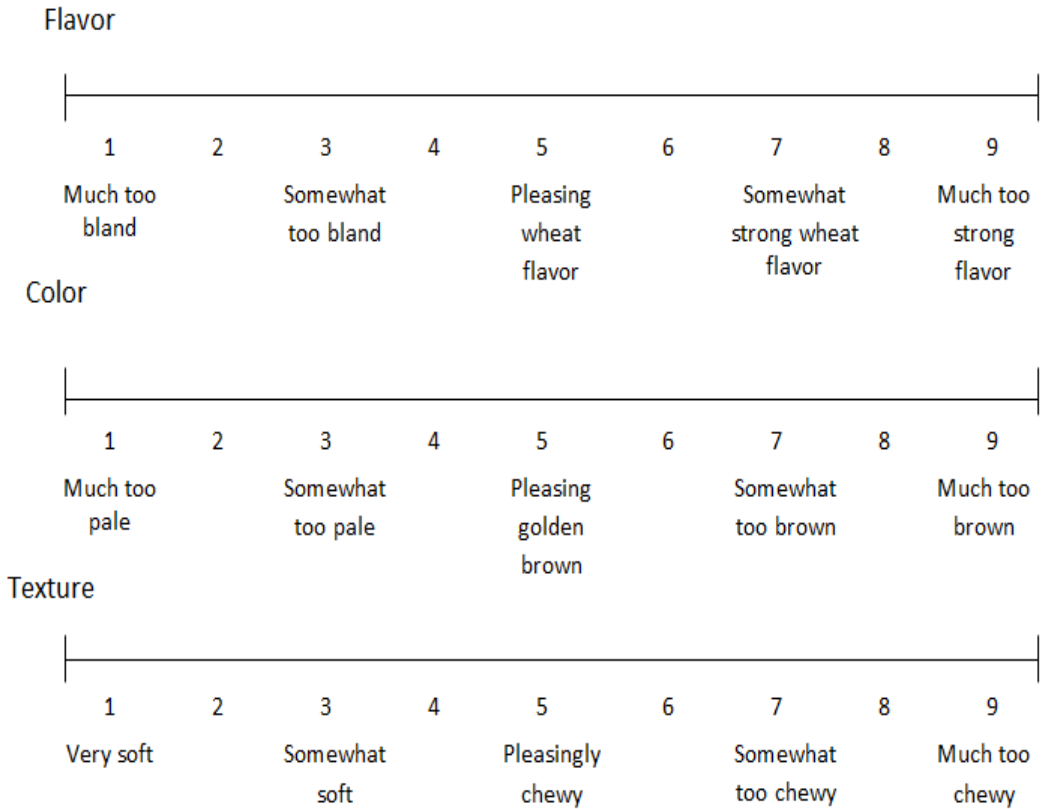 Flavor
1 2 3 4 5 6 7 8 9
Much too Somewhat Pleasing Somewhat Much too
bland too bland wheat strong wheat strong
flavor flavor flavor
Color
1 2 3 4 5 6 7 8 9
Much too Somewhat Pleasing Somewhat Much too
pale too pale golden too brown brown
brown
Texture
1 2 3 4 5 6 7 8 9
Very soft Somewhat Pleasingly Somewhat Much too
soft chewy too chewy chewy